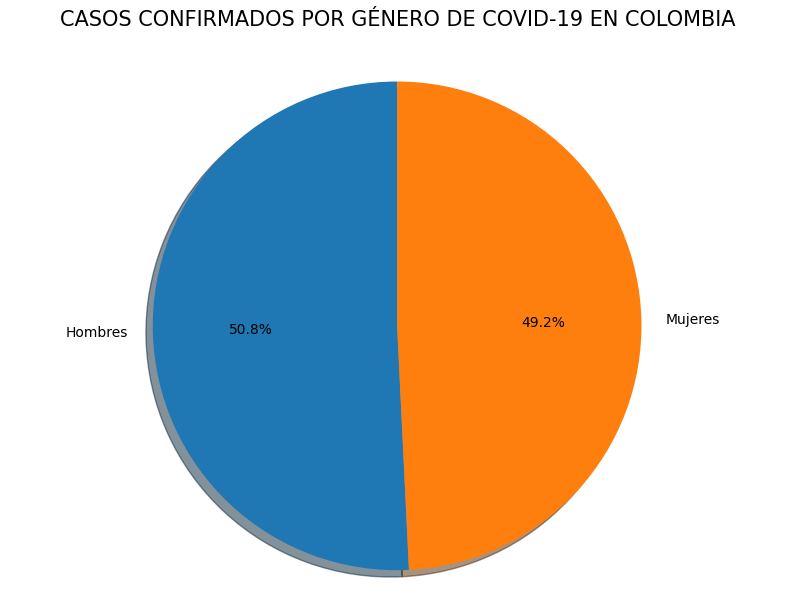 CASOS CONFIRMADOS POR GÉNERO DE COVID-19 EN COLOMBIA
Mujeres
49.2%
50.8%
Hombres